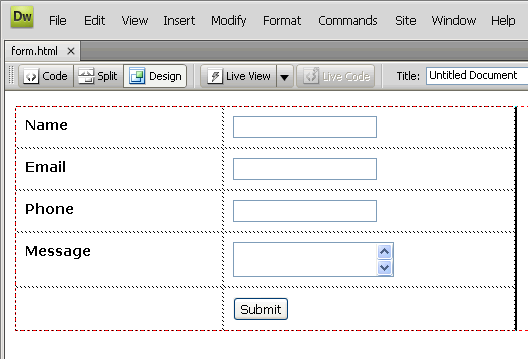 Dw File Edit View Insert Modify Format Commands Site Window Help
form.html ×
Code Split Design Live View Live Code Title: Untitled Document
Name
Email
Phone
Message
Submit